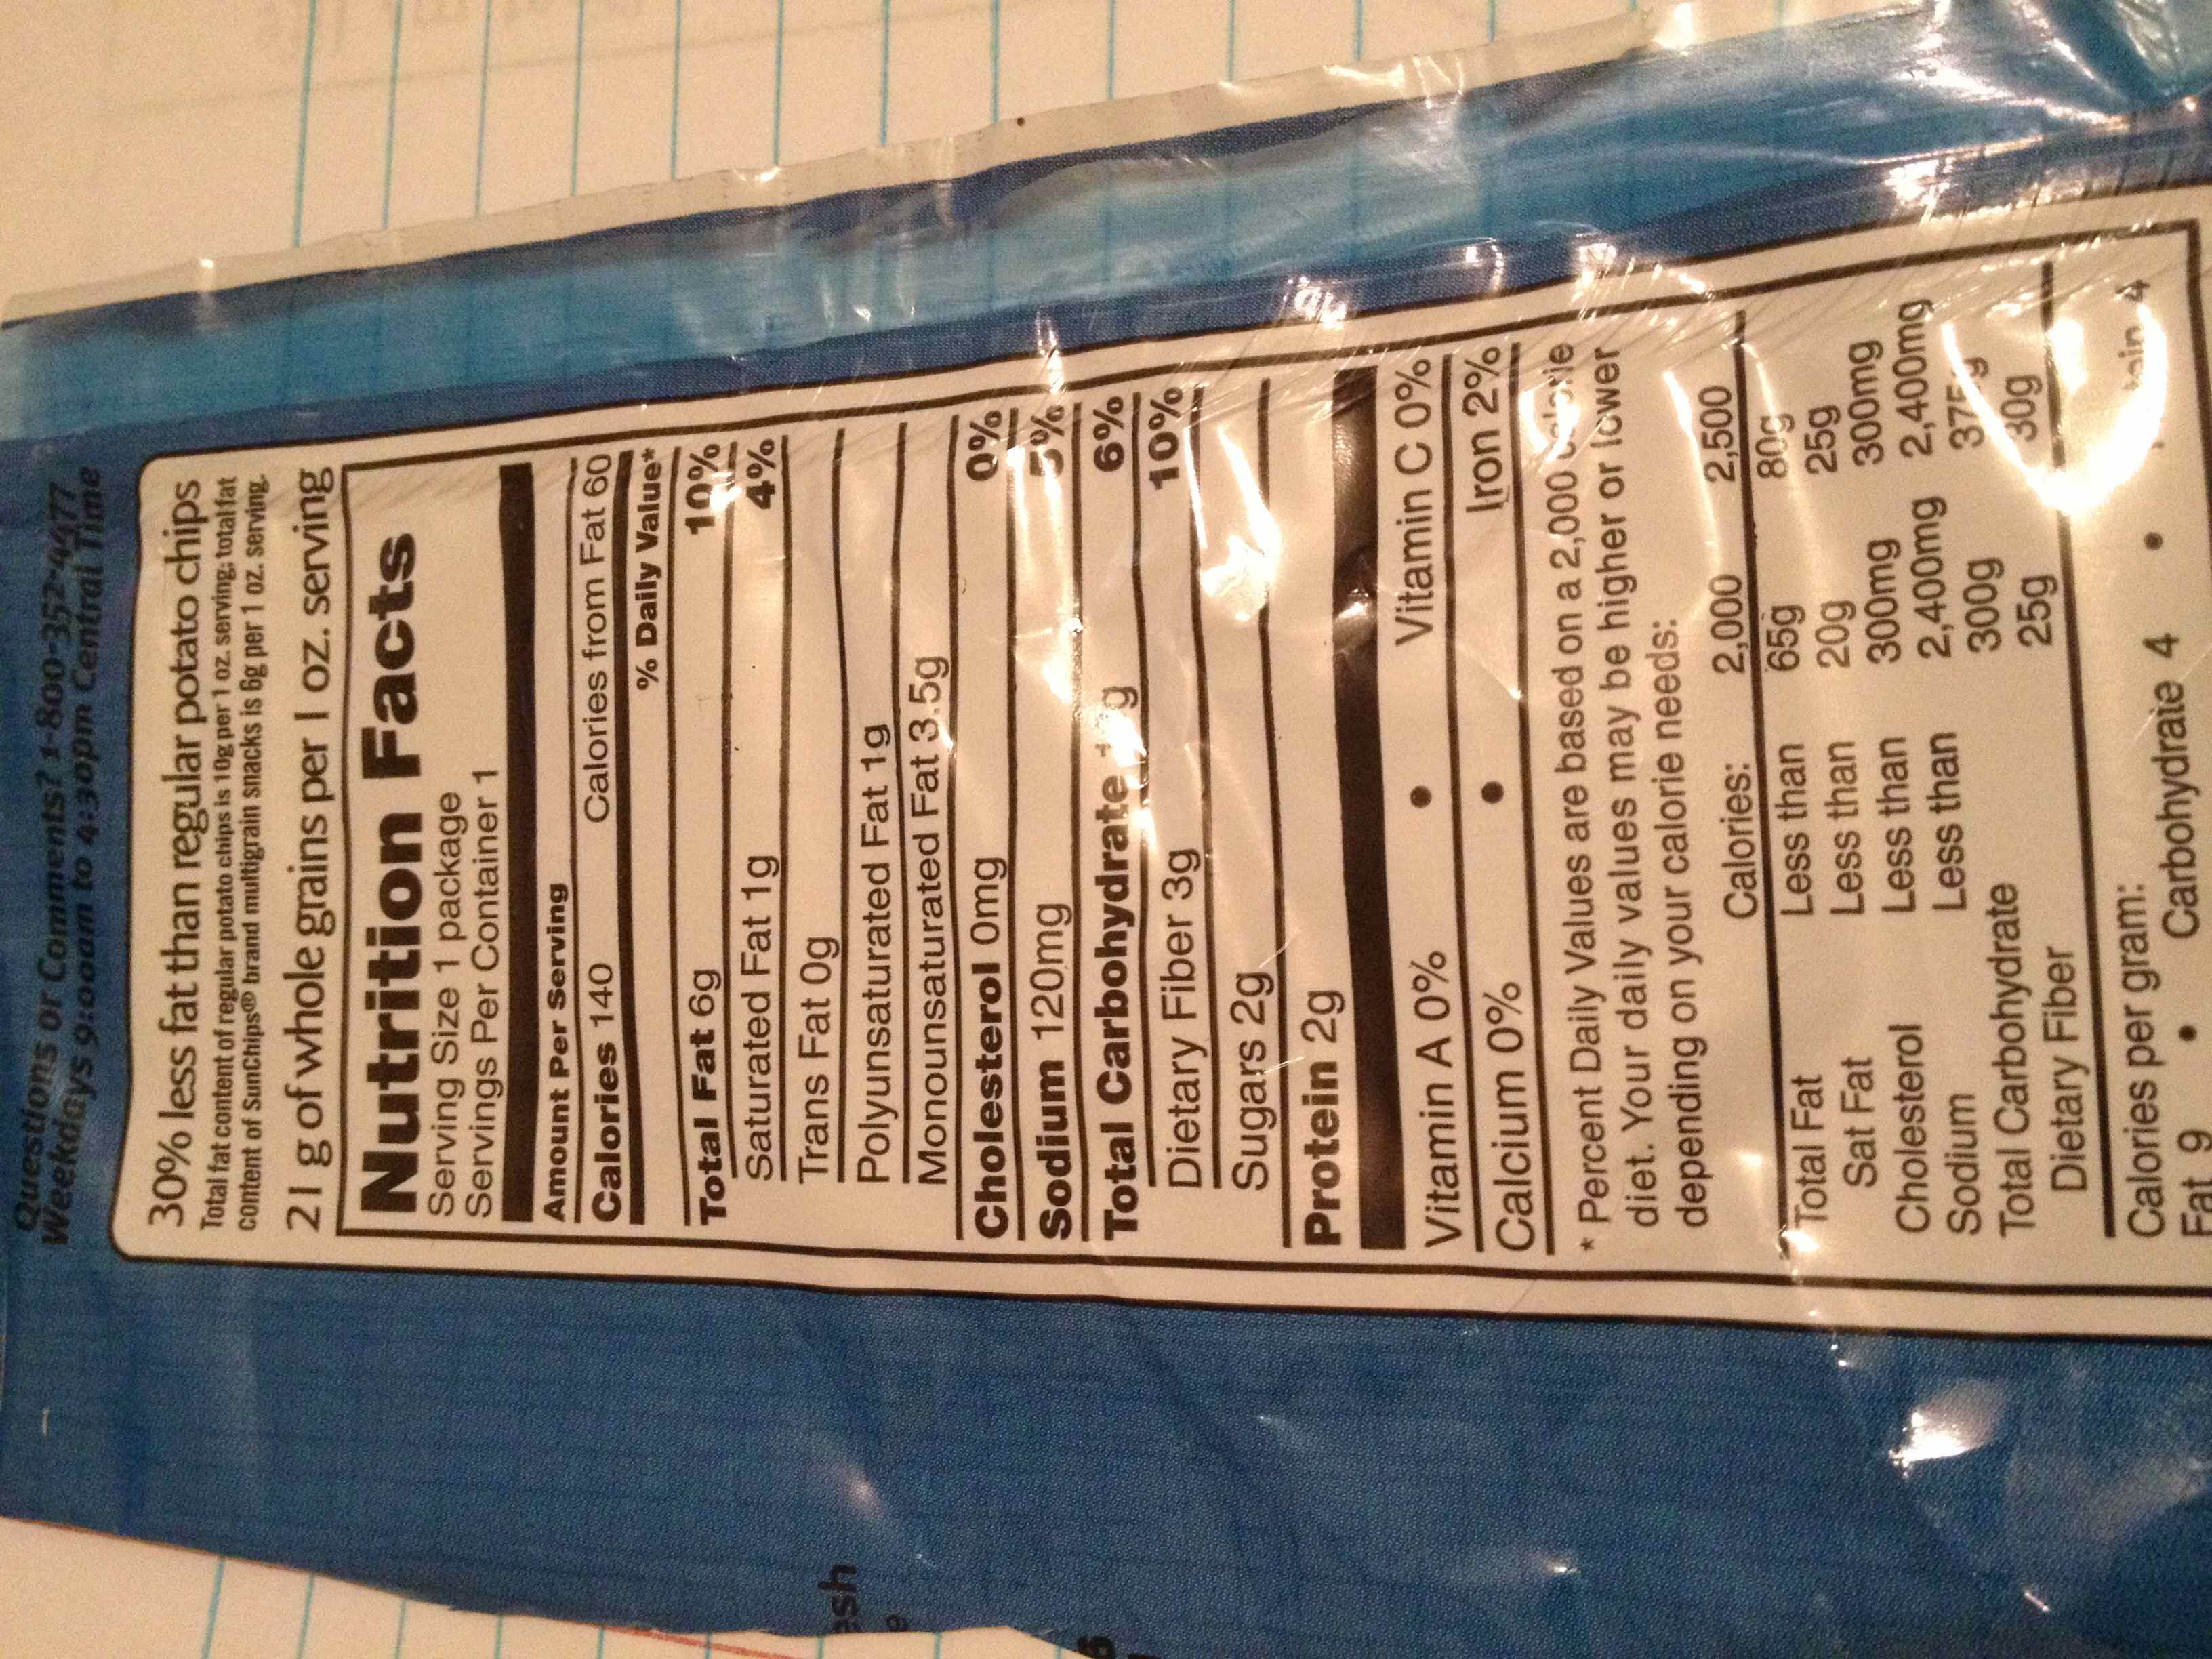 Questions or Comments? 1-800-352-4477
Weekdays 9:00am to 4:30pm Central Time
30% less fat than regular potato chips
Total fat content of regular potato chips is 10g per 1 oz. serving; total fat
content of SunChips® brand multigrain snacks is 6g per 1 oz. serving.
21 g of whole grains per 1 oz. serving
Nutrition Facts
Serving Size 1 package
Servings Per Container 1
Amount Per Serving
Calories 140 Calories from Fat 60
% Daily Value*
Total Fat 6g 10%
Saturated Fat 1g 4%
Trans Fat 0g
Polyunsaturated Fat 1g
Monounsaturated Fat 3.5g
Cholesterol 0mg 0%
Sodium 120mg 5%
Total Carbohydrate 6%
Dietary Fiber 3g 10%
Sugars 2g
Protein 2g
Vitamin A 0% • Vitamin C 0%
Calcium 0% • Iron 2%
* Percent Daily Values are based on a 2,000 calorie
diet. Your daily values may be higher or lower
depending on your calorie needs:
Calories: 2,000 2,500
Total Fat Less than 65g 80g
Sat Fat Less than 20g 25g
Cholesterol Less than 300mg 300mg
Sodium Less than 2,400mg 2,400mg
Total Carbohydrate 300g 375g
Dietary Fiber 25g 30g
Calories per gram:
Fat 9 • Carbohydrate 4 • Protein 4